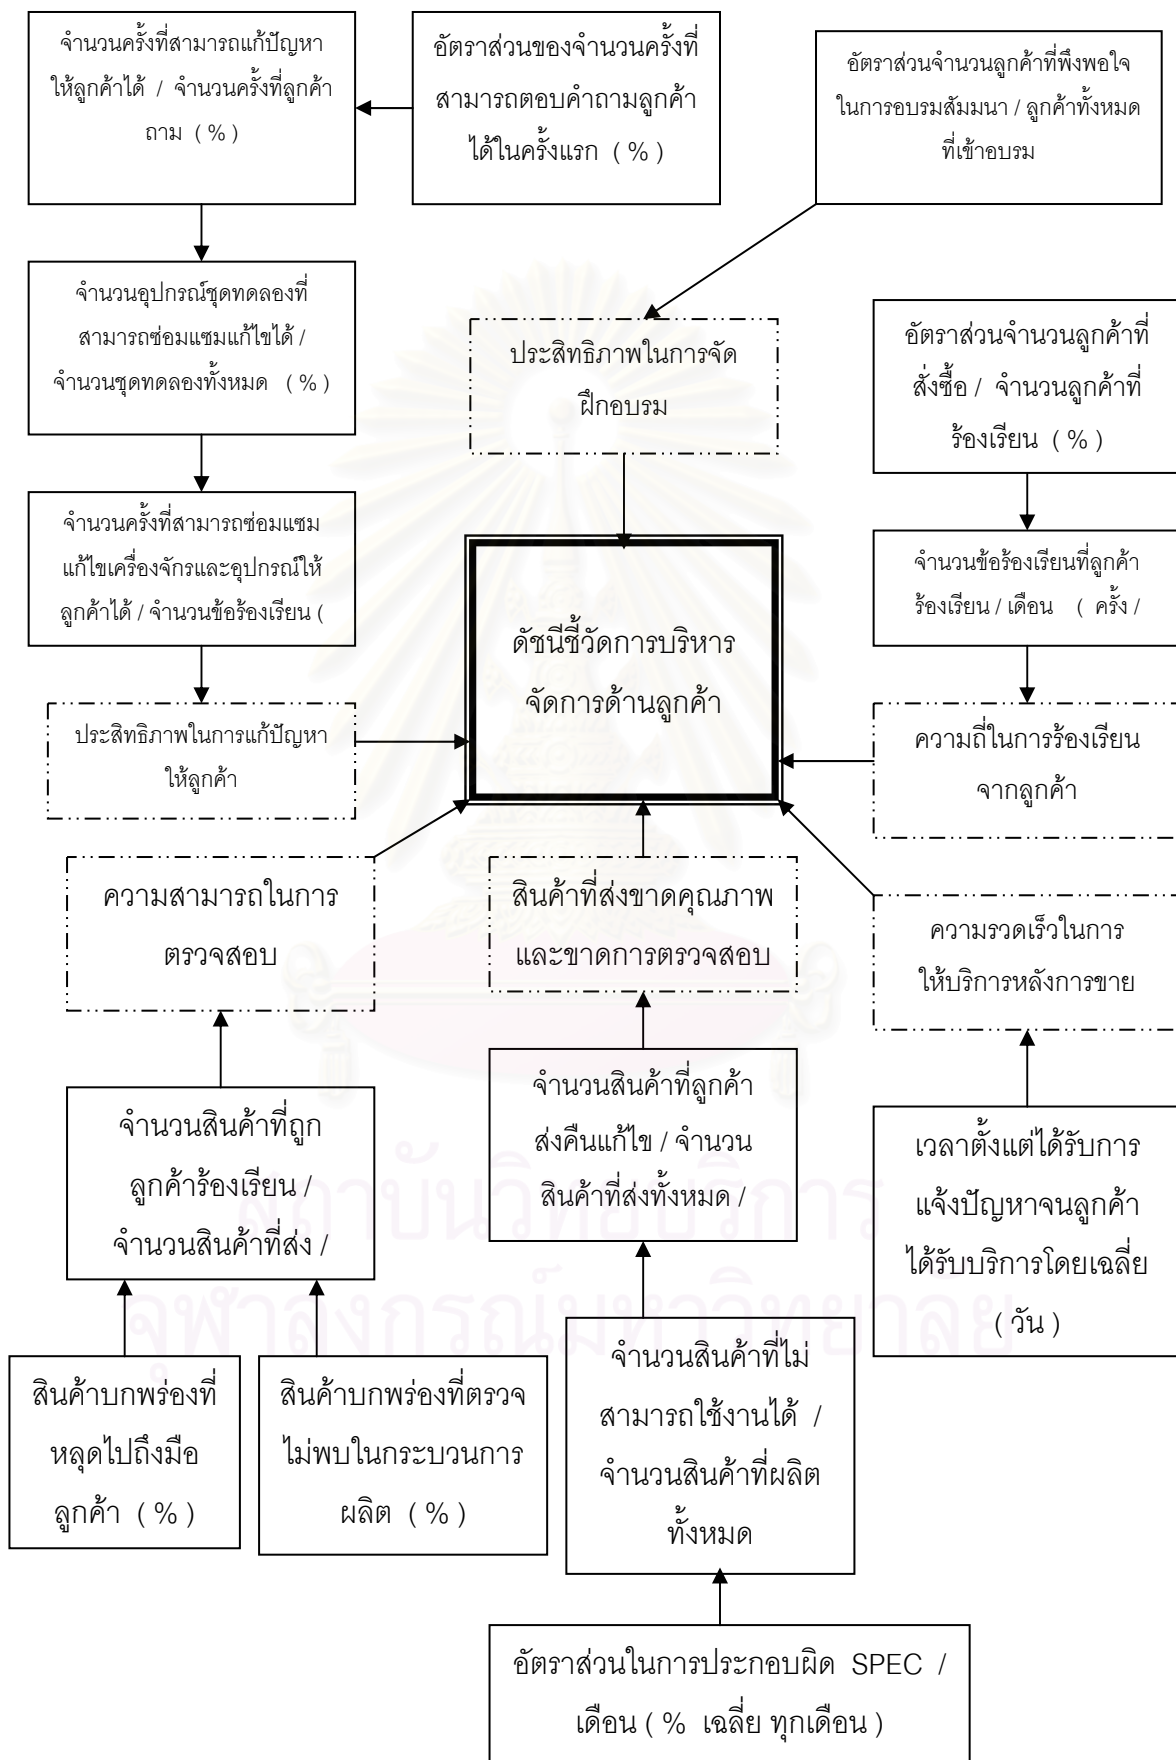 จำนวนครั้งที่สามารถแก้ปัญหา
ให้ลูกค้าได้ / จำนวนครั้งที่ลูกค้า
ถาม ( % )
อัตราส่วนของจำนวนครั้งที่
สามารถตอบคำถามลูกค้า
ได้ในครั้งแรก ( % )
อัตราส่วนจำนวนลูกค้าที่พึงพอใจ
ในการอบรมสัมมนา / ลูกค้าทั้งหมด
ที่เข้าอบรม
จำนวนอุปกรณ์ชุดทดลองที่
สามารถซ่อมแซมแก้ไขได้ /
จำนวนชุดทดลองทั้งหมด ( % )
ประสิทธิภาพในการจัด
ฝึกอบรม
อัตราส่วนจำนวนลูกค้าที่
สั่งซื้อ / จำนวนลูกค้าที่
ร้องเรียน ( % )
จำนวนครั้งที่สามารถซ่อมแซม
แก้ไขเครื่องจักรและอุปกรณ์ให้
ลูกค้าได้ / จำนวนข้อร้องเรียน (
จำนวนข้อร้องเรียนที่ลูกค้า
ร้องเรียน / เดือน ( ครั้ง /
ดัชนีชี้วัดการบริหาร
จัดการด้านลูกค้า
ประสิทธิภาพในการแก้ปัญหา
ให้ลูกค้า
ความถี่ในการร้องเรียน
จากลูกค้า
ความสามารถในการ
ตรวจสอบ
สินค้าที่ส่งขาดคุณภาพ
และขาดการตรวจสอบ
ความรวดเร็วในการ
ให้บริการหลังการขาย
จำนวนสินค้าที่ถูก
ลูกค้าร้องเรียน /
จำนวนสินค้าที่ส่ง /
จำนวนสินค้าที่ลูกค้า
ส่งคืนแก้ไข / จำนวน
สินค้าที่ส่งทั้งหมด /
เวลาตั้งแต่ได้รับการ
แจ้งปัญหาจนลูกค้า
ได้รับบริการโดยเฉลี่ย
( วัน )
สถาบันวิทยบริการ
จุฬาลงกรณ์มหาวิทยาลัย
สินค้าบกพร่องที่
หลุดไปถึงมือ
ลูกค้า ( % )
สินค้าบกพร่องที่ตรวจ
ไม่พบในกระบวนการ
ผลิต ( % )
จำนวนสินค้าที่ไม่
สามารถใช้งานได้ /
จำนวนสินค้าที่ผลิต
ทั้งหมด
อัตราส่วนในการประกอบผิด SPEC /
เดือน ( % เฉลี่ย ทุกเดือน )